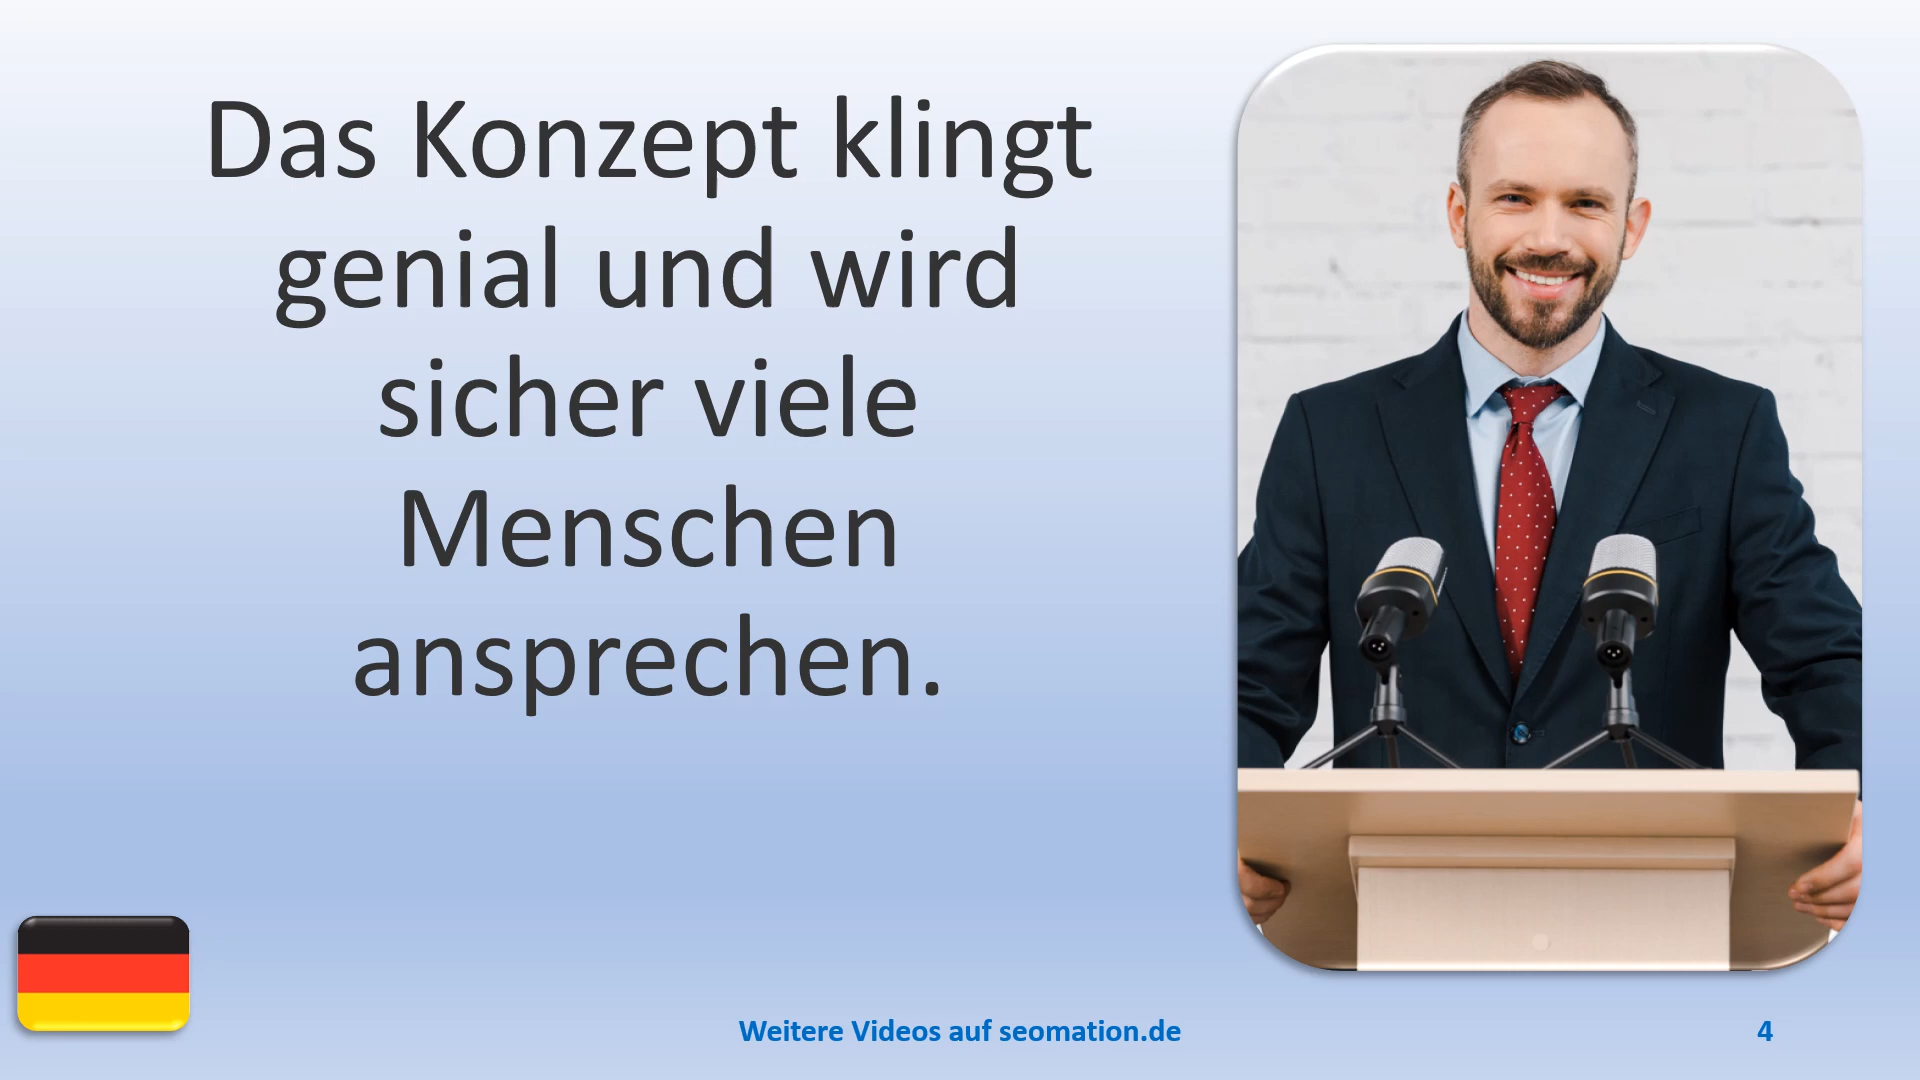 Das Konzept klingt
genial und wird
sicher viele
Menschen
ansprechen.
Weitere Videos auf seomation.de
4